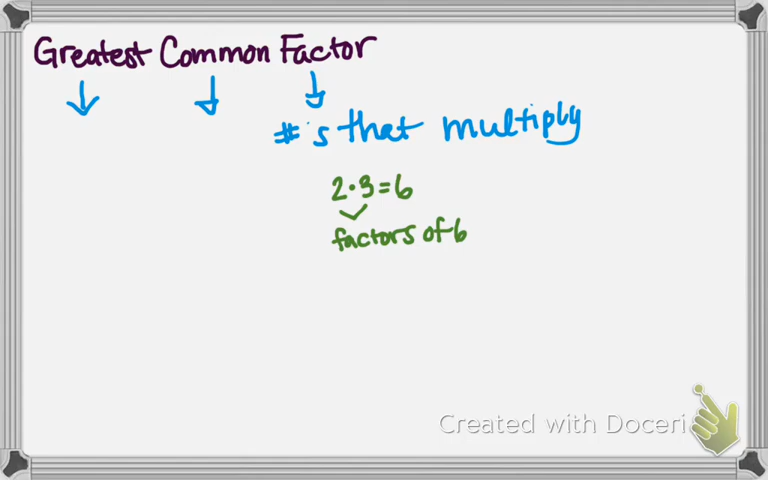 Greatest Common Factor
#'s that multiply
2·3=6
factors of 6
Created with Doceri